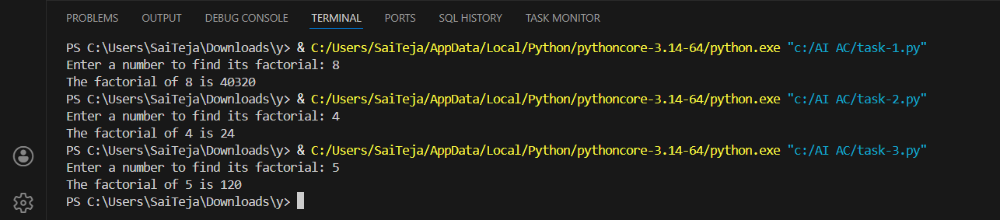 PROBLEMS OUTPUT DEBUG CONSOLE TERMINAL PORTS SQL HISTORY TASK MONITOR
PS C:\Users\SaiTeja\Downloads\y> & C:/Users/SaiTeja/AppData/Local/Python/pythoncore-3.14-64/python.exe "c:/AI AC/task-1.py"
Enter a number to find its factorial: 8
The factorial of 8 is 40320
PS C:\Users\SaiTeja\Downloads\y> & C:/Users/SaiTeja/AppData/Local/Python/pythoncore-3.14-64/python.exe "c:/AI AC/task-2.py"
Enter a number to find its factorial: 4
The factorial of 4 is 24
PS C:\Users\SaiTeja\Downloads\y> & C:/Users/SaiTeja/AppData/Local/Python/pythoncore-3.14-64/python.exe "c:/AI AC/task-3.py"
Enter a number to find its factorial: 5
The factorial of 5 is 120
PS C:\Users\SaiTeja\Downloads\y>